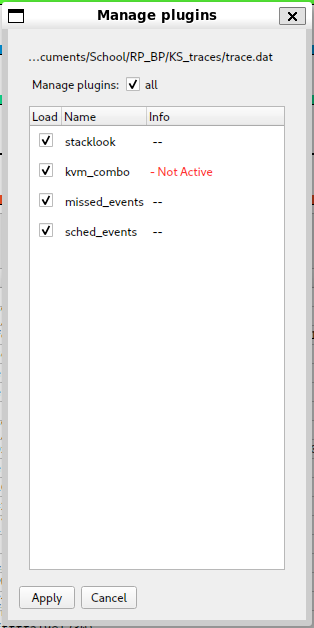 Manage plugins
...cuments/School/RP_BP/KS_traces/trace.dat
Manage plugins: all
Load Name Info
stacklook --
kvm_combo - Not Active
missed_events --
sched_events --
Apply Cancel